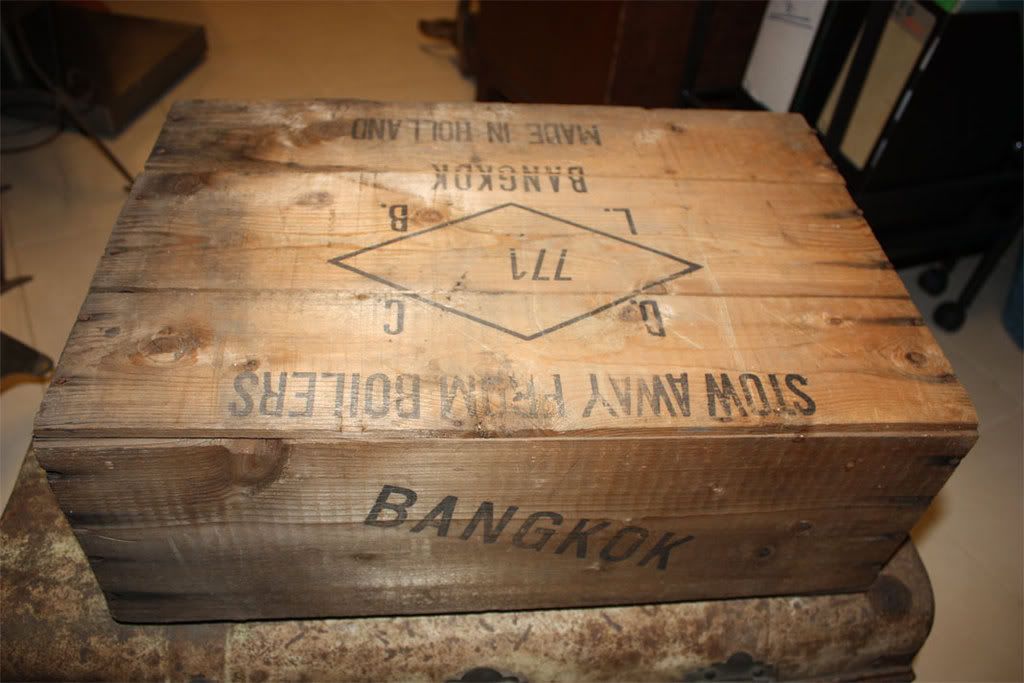 STOW AWAY FROM BOILERS
G. C.
771
L. B.
BANGKOK
MADE IN HOLLAND
BANGKOK